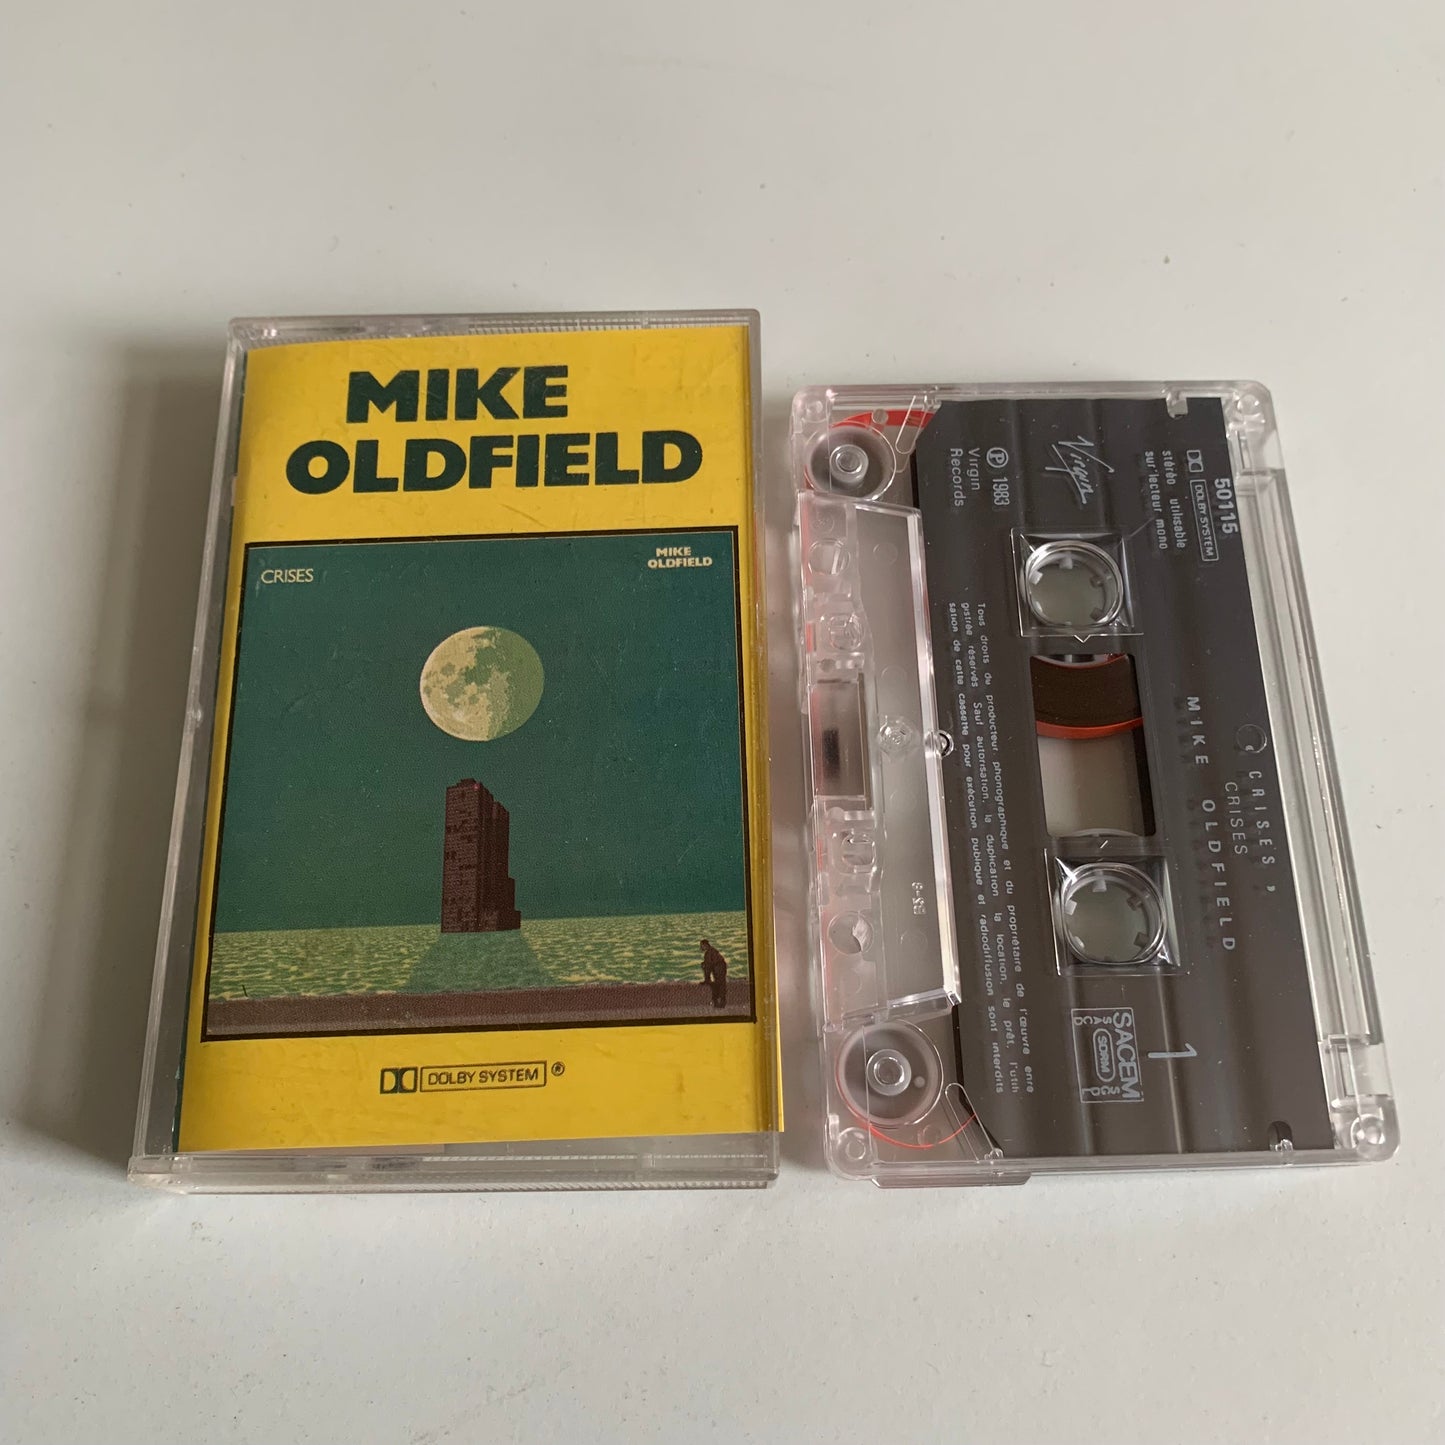 MIKE
OLDFIELD
CRISES
MIKE
OLDFIELD
DOLBY SYSTEM ®
℗ 1983
Virgin
Records
Virgin
50115
DOLBY SYSTEM
stéréo utilisable
sur lecteur mono
Tous droits du producteur phonographique et du propriétaire de l'œuvre enre
gistrée réservés Sauf autorisation, la duplication la location, le prêt, l'utili
sation de cette cassette pour exécution publique et radiodiffusion sont interdits
« CRISES »
CRISES
MIKE OLDFIELD
1
SACEM
SDRM